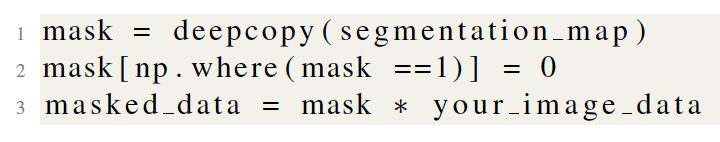 1 mask = deepcopy(segmentation_map)
2 mask[np.where(mask ==1)] = 0
3 masked_data = mask * your_image_data